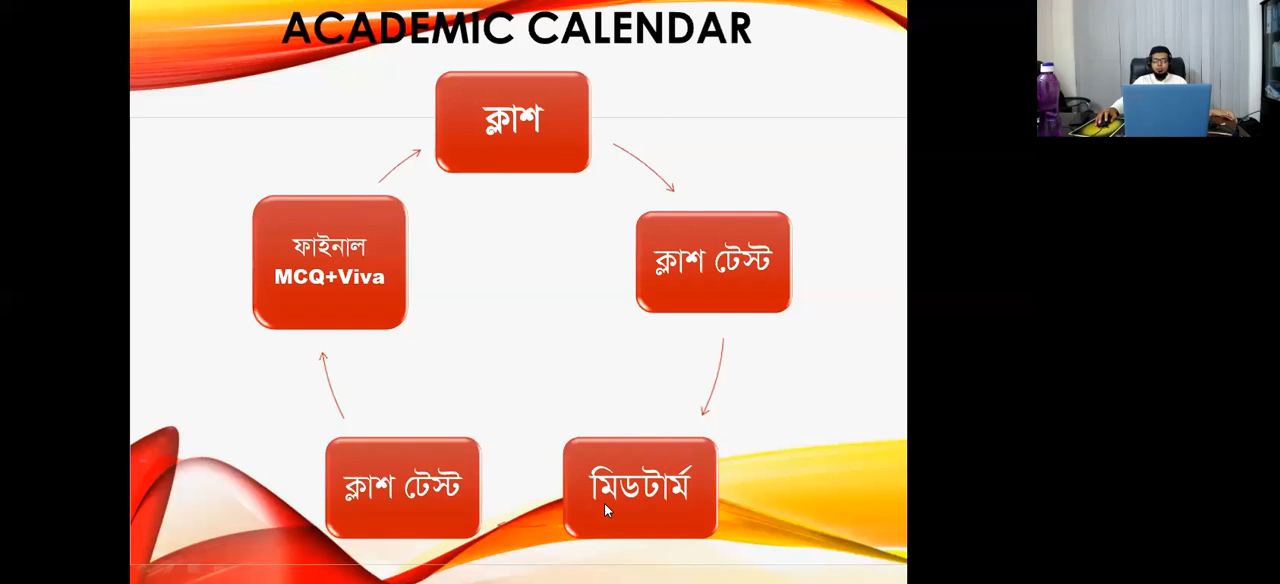 ACADEMIC CALENDAR
ক্লাশ
ক্লাশ টেস্ট
মিডটার্ম
ক্লাশ টেস্ট
ফাইনাল
MCQ+Viva